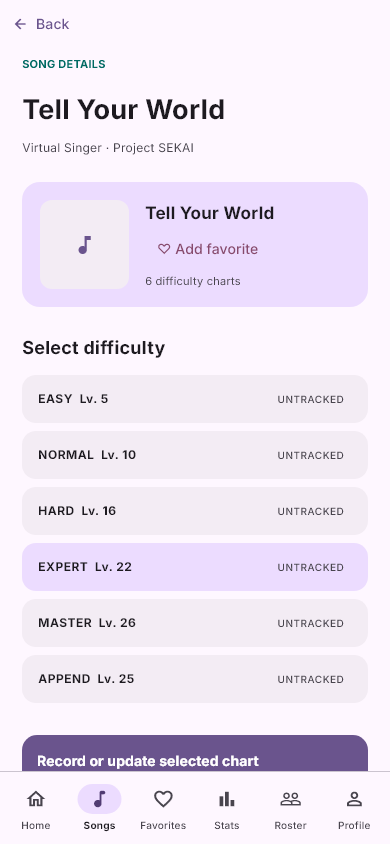 Back
SONG DETAILS
Tell Your World
Virtual Singer · Project SEKAI
Tell Your World
Add favorite
6 difficulty charts
Select difficulty
EASY Lv. 5 UNTRACKED
NORMAL Lv. 10 UNTRACKED
HARD Lv. 16 UNTRACKED
EXPERT Lv. 22 UNTRACKED
MASTER Lv. 26 UNTRACKED
APPEND Lv. 25 UNTRACKED
Record or update selected chart
Home Songs Favorites Stats Roster Profile